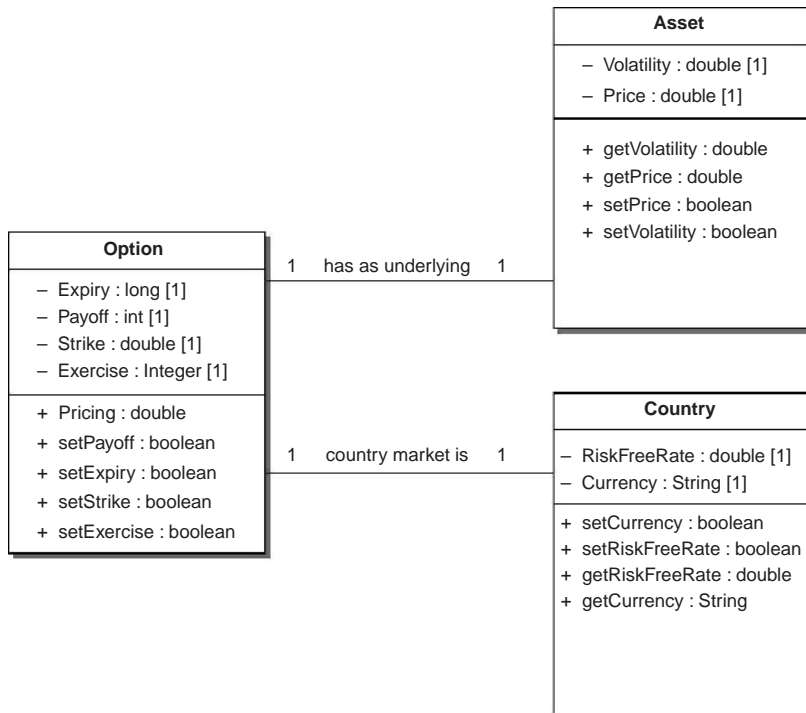 Asset
– Volatility : double [1]
– Price : double [1]
+ getVolatility : double
+ getPrice : double
+ setPrice : boolean
+ setVolatility : boolean
Option
– Expiry : long [1]
– Payoff : int [1]
– Strike : double [1]
– Exercise : Integer [1]
+ Pricing : double
+ setPayoff : boolean
+ setExpiry : boolean
+ setStrike : boolean
+ setExercise : boolean
1 has as underlying 1
1 country market is 1
Country
– RiskFreeRate : double [1]
– Currency : String [1]
+ setCurrency : boolean
+ setRiskFreeRate : boolean
+ getRiskFreeRate : double
+ getCurrency : String